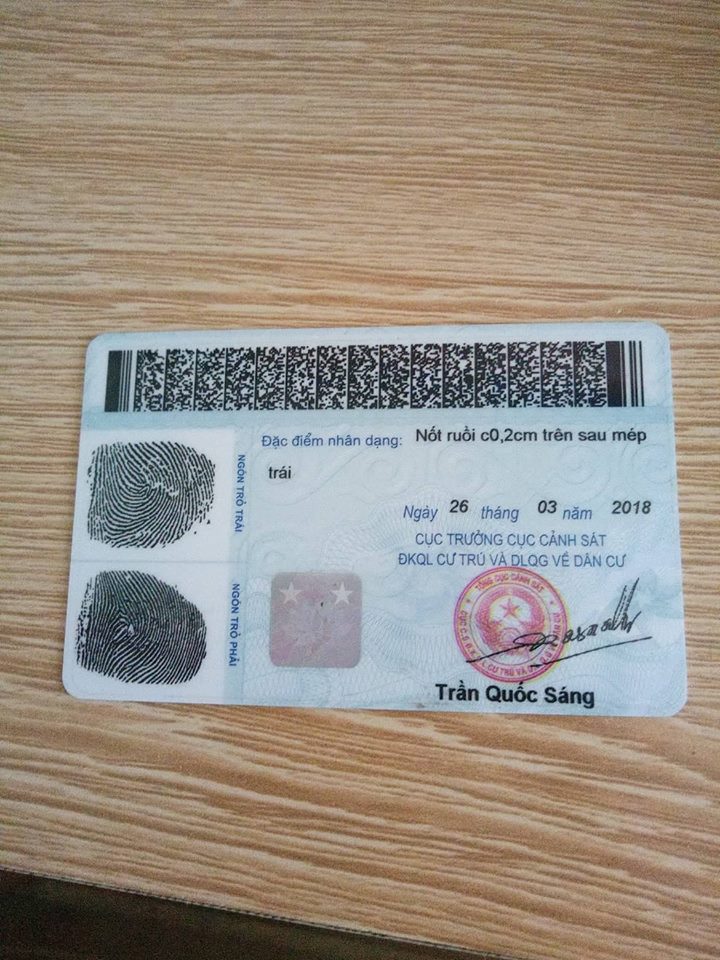 Đặc điểm nhận dạng: Nốt ruồi c0,2cm trên sau mép
trái
NGÓN TRỎ TRÁI
NGÓN TRỎ PHẢI
Ngày 26 tháng 03 năm 2018
CỤC TRƯỞNG CỤC CẢNH SÁT
ĐKQL CƯ TRÚ VÀ DLQG VỀ DÂN CƯ
TỔNG CỤC CẢNH SÁT
Trần Quốc Sáng